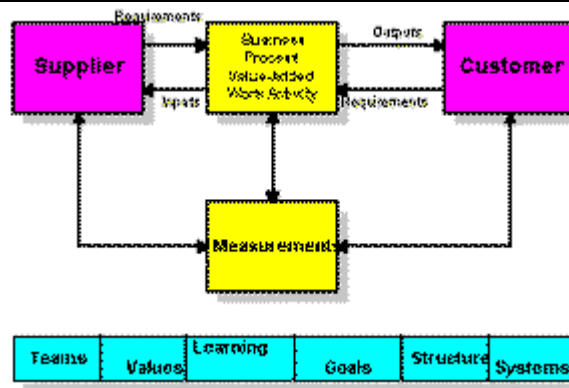 Requirements
Supplier
Business
Process
Value-Added
Work Activity
Outputs
Customer
Inputs
Requirements
Measurement
Teams
Values
Learning
Goals
Structure
Systems